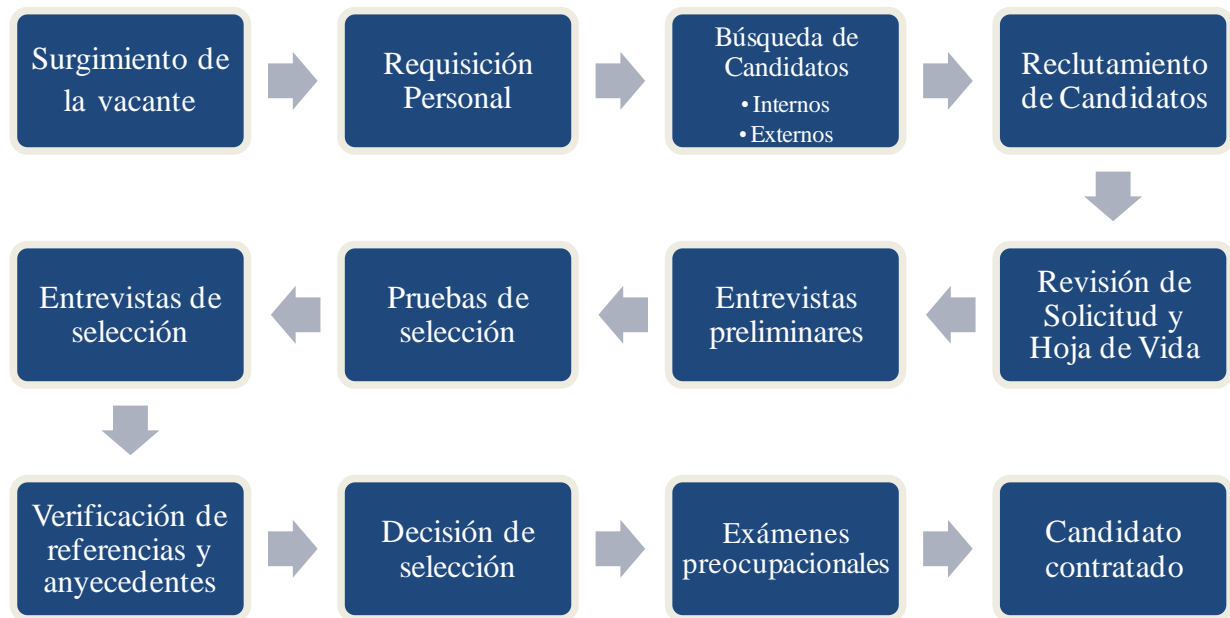 Surgimiento de
la vacante
Requisición
Personal
Búsqueda de
Candidatos
• Internos
• Externos
Reclutamiento
de Candidatos
Revisión de
Solicitud y
Hoja de Vida
Entrevistas
preliminares
Pruebas de
selección
Entrevistas de
selección
Verificación de
referencias y
anyecedentes
Decisión de
selección
Exámenes
preocupacionales
Candidato
contratado